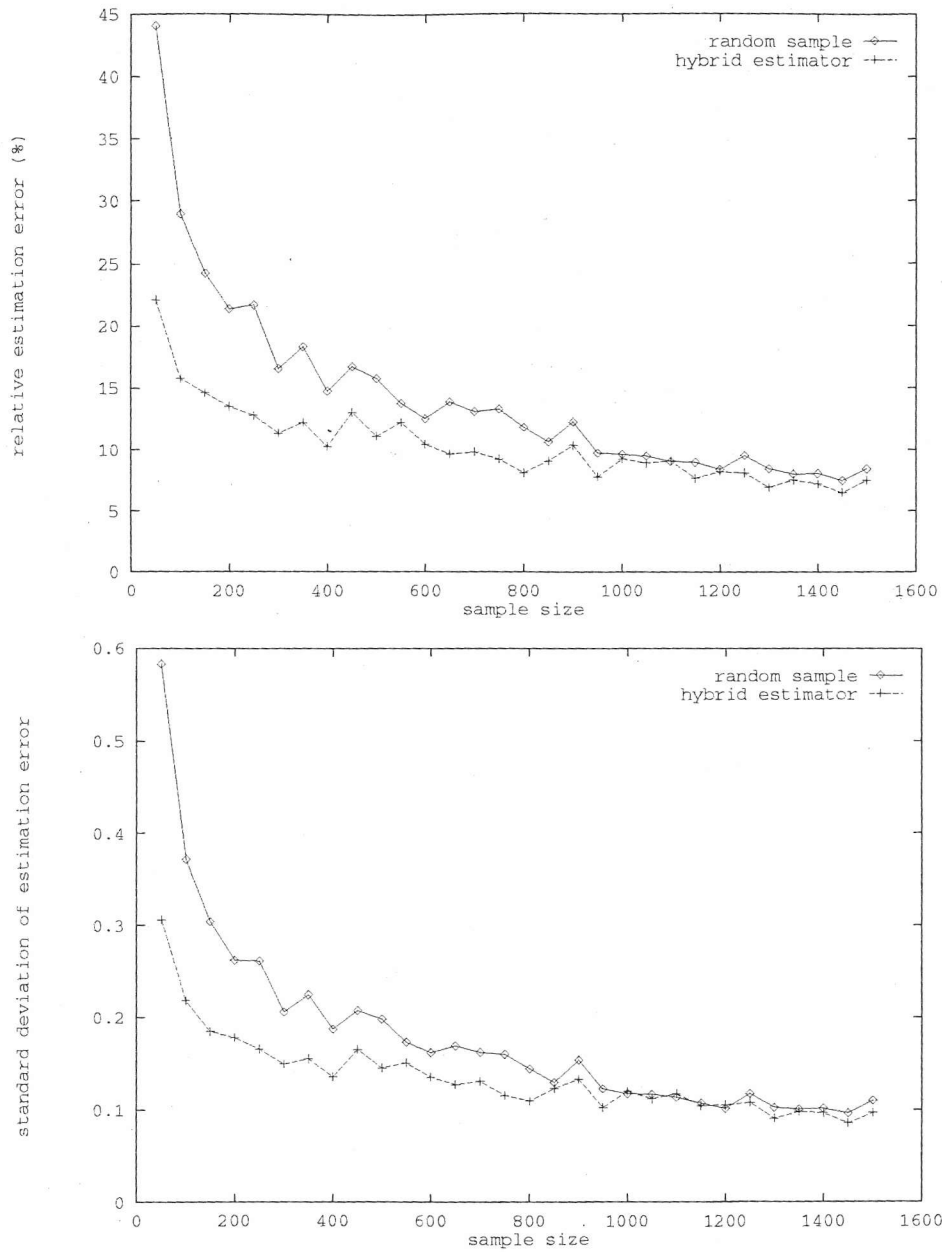 45
40
35
30
25
20
15
10
5
0
relative estimation error (%)
random sample
hybrid estimator
0 200 400 600 800 1000 1200 1400 1600
sample size
0.6
0.5
0.4
0.3
0.2
0.1
0
standard deviation of estimation error
random sample
hybrid estimator
0 200 400 600 800 1000 1200 1400 1600
sample size